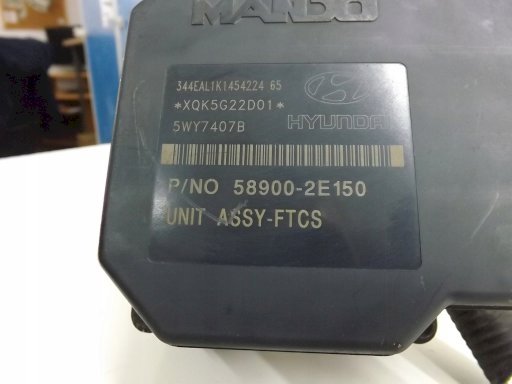 MANDO
344EAL1K1454224 65
*XQK5G22D01*
5WY7407B
HYUNDAI
P/NO 58900-2E150
UNIT ASSY-FTCS